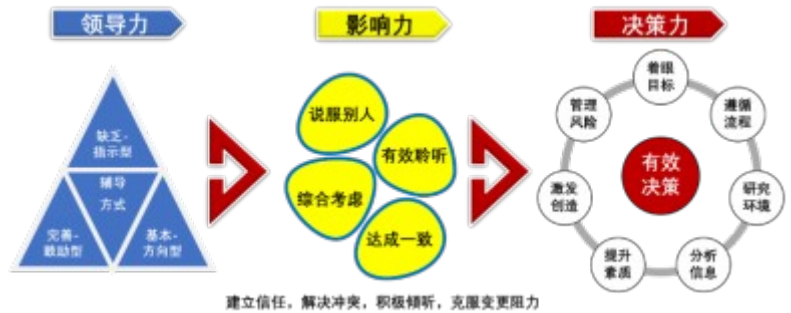 领导力
影响力
决策力
缺乏-
指示型
辅导
方式
完善-
鼓励型
基本-
方向型
说服别人
有效聆听
综合考虑
达成一致
着眼
目标
遵循
流程
研究
环境
分析
信息
提升
素质
激发
创造
管理
风险
有效
决策
建立信任，解决冲突，积极倾听，克服变更阻力